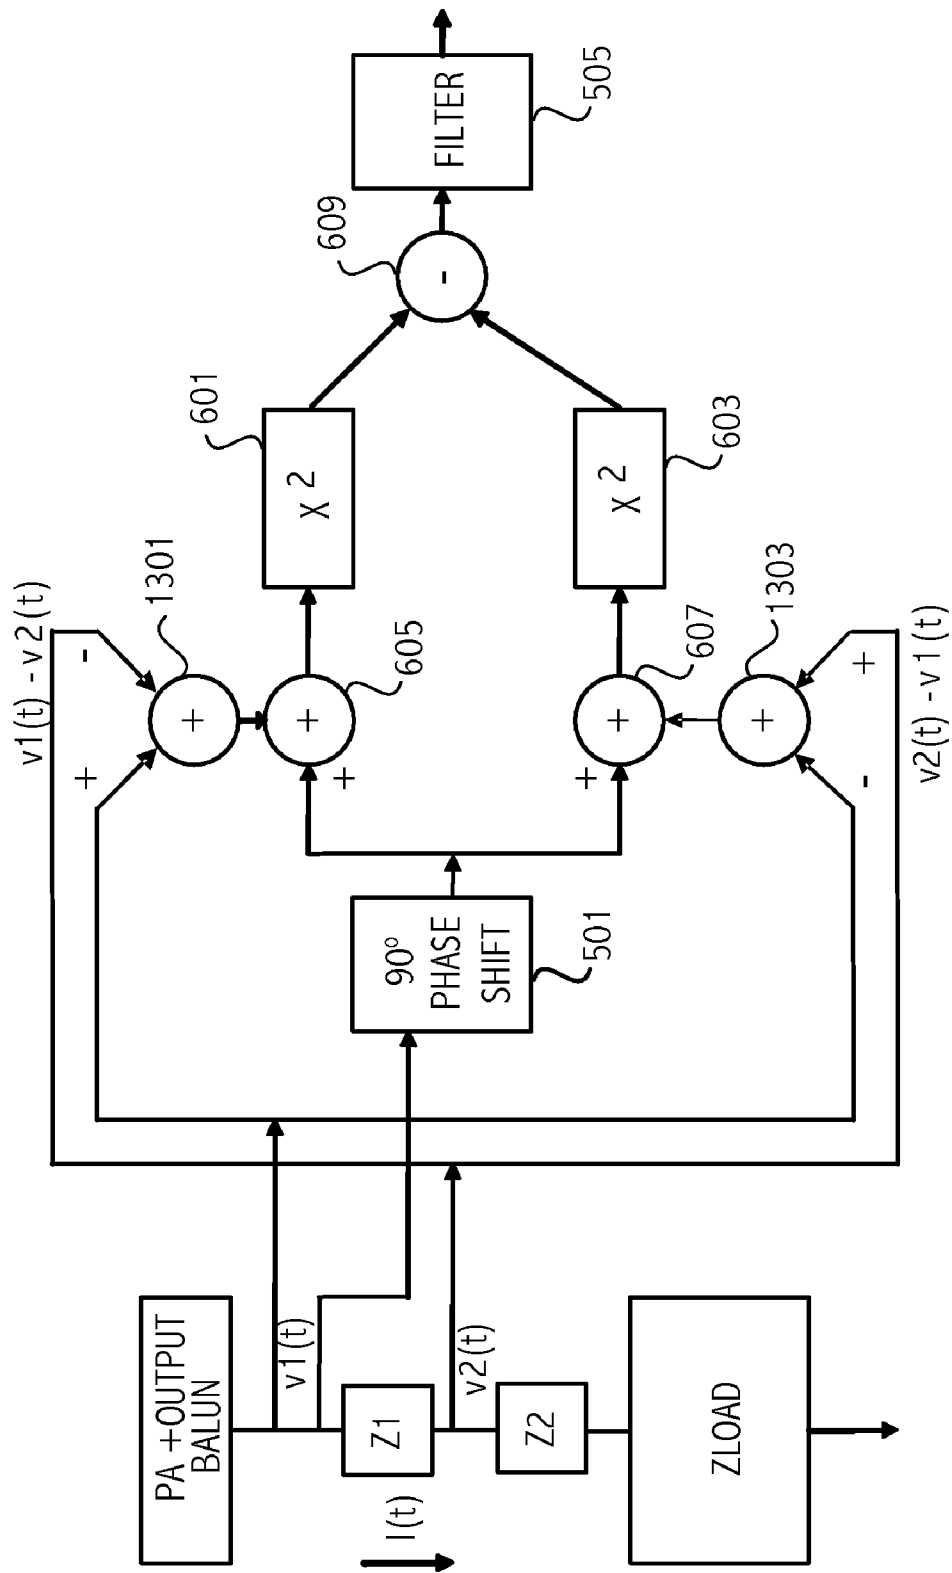 PA +OUTPUT
BALUN
v1(t)
I(t)
Z1
v2(t)
Z2
ZLOAD
v1(t) - v2(t)
+
-
+
1301
+
605
+
90°
PHASE
SHIFT
501
+
+
607
+
1303
-
+
v2(t) - v1(t)
X 2
601
X 2
603
-
609
FILTER
505